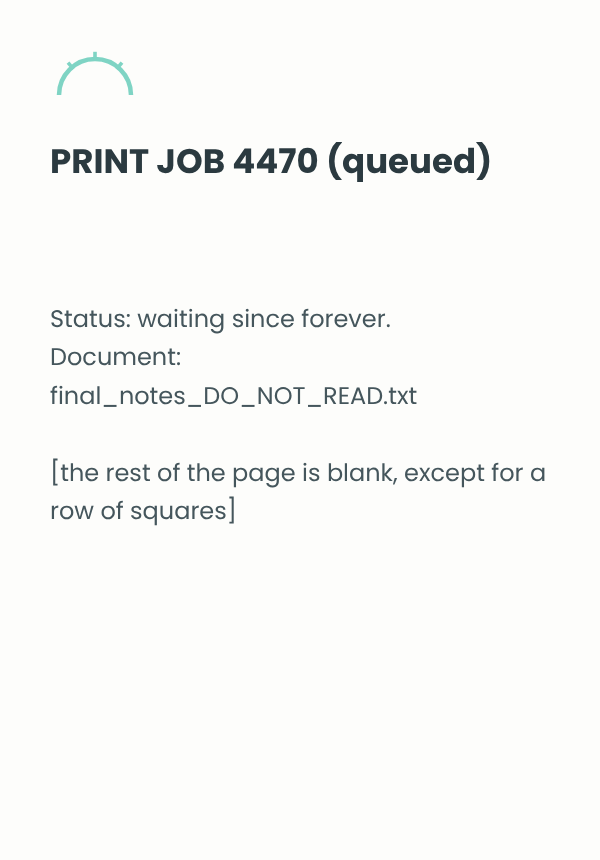 PRINT JOB 4470 (queued)
Status: waiting since forever.
Document:
final_notes_DO_NOT_READ.txt
[the rest of the page is blank, except for a
row of squares]